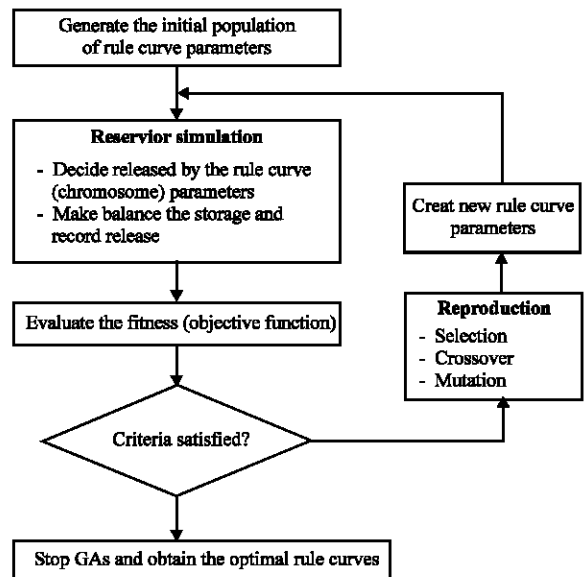 Generate the initial population
of rule curve parameters
Reservior simulation
- Decide released by the rule curve
(chromosome) parameters
- Make balance the storage and
record release
Evaluate the fitness (objective function)
Criteria satisfied?
Stop GAs and obtain the optimal rule curves
Creat new rule curve
parameters
Reproduction
- Selection
- Crossover
- Mutation